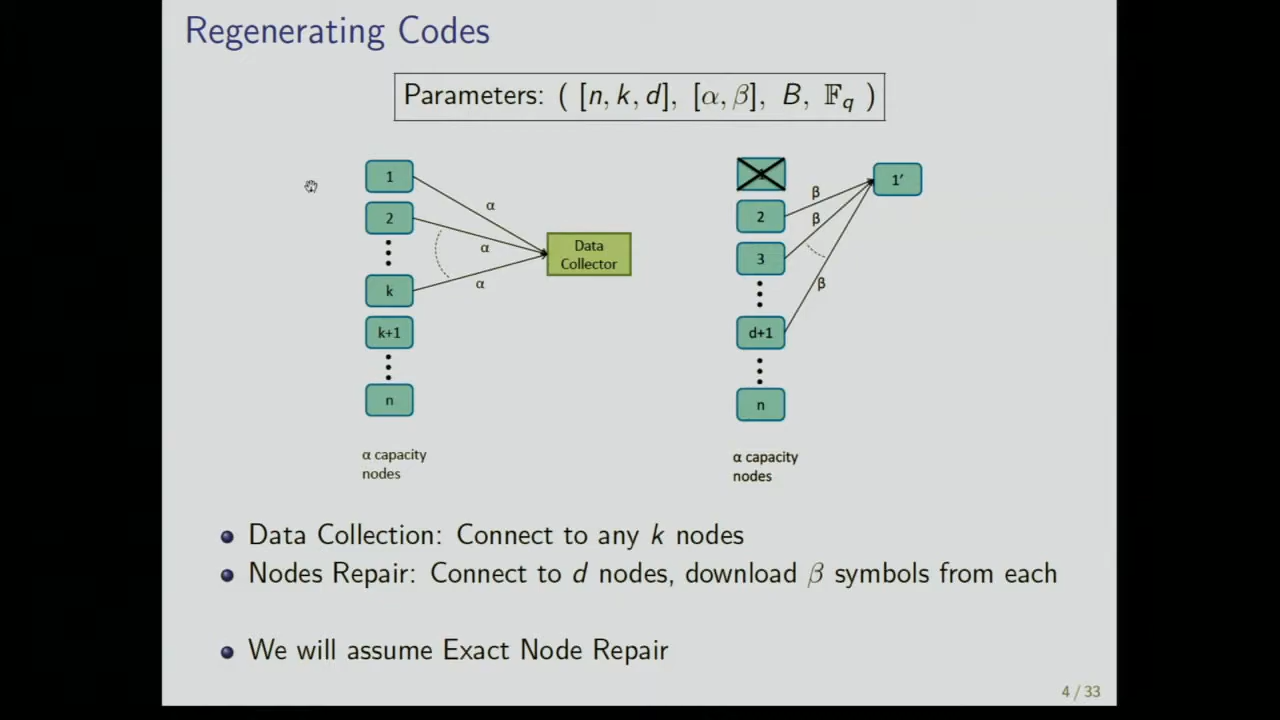 Regenerating Codes
Parameters: ( [n, k, d], [α, β], B, 𝔽q )
1
2
k
k+1
n
α
α
α
Data
Collector
α capacity
nodes
2
3
d+1
n
β
β
β
1′
α capacity
nodes
Data Collection: Connect to any k nodes
Nodes Repair: Connect to d nodes, download β symbols from each
We will assume Exact Node Repair
4 / 33